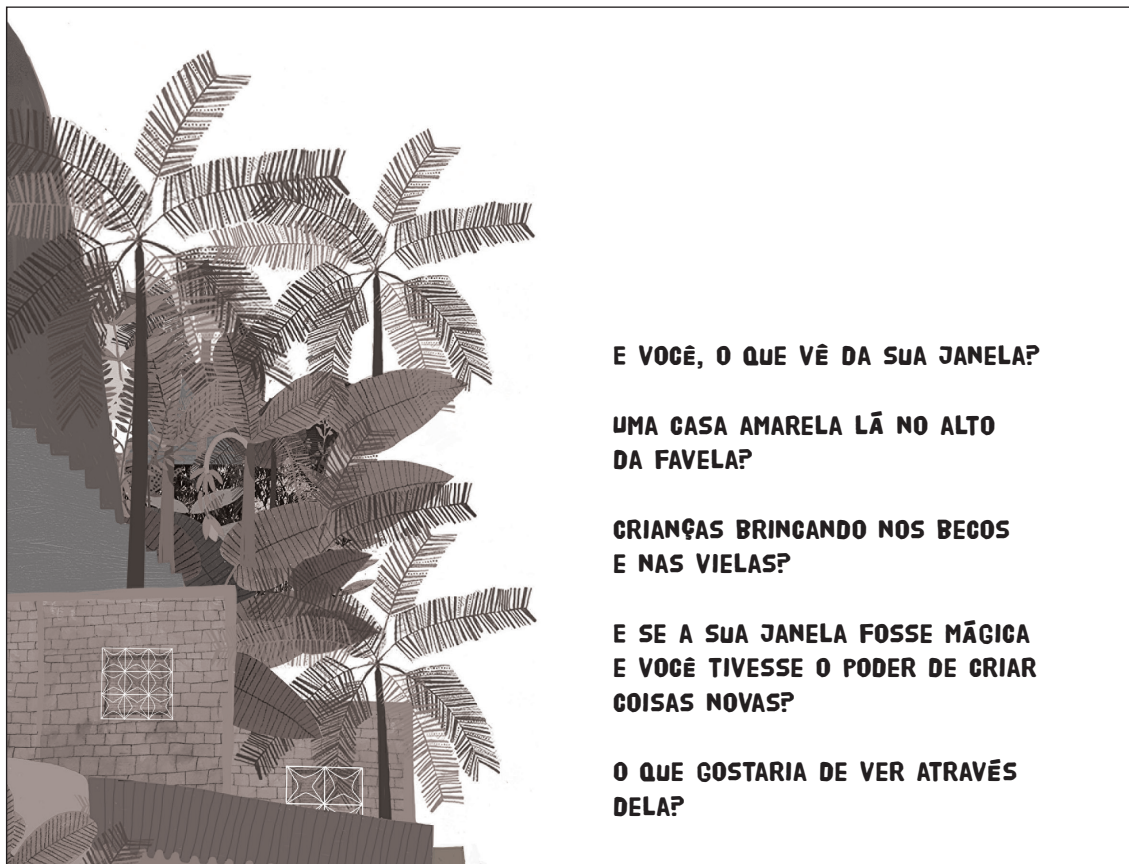 E VOCÊ, O QUE VÊ DA SUA JANELA?
UMA CASA AMARELA LÁ NO ALTO
DA FAVELA?
CRIANÇAS BRINCANDO NOS BECOS
E NAS VIELAS?
E SE A SUA JANELA FOSSE MÁGICA
E VOCÊ TIVESSE O PODER DE CRIAR
COISAS NOVAS?
O QUE GOSTARIA DE VER ATRAVÉS
DELA?